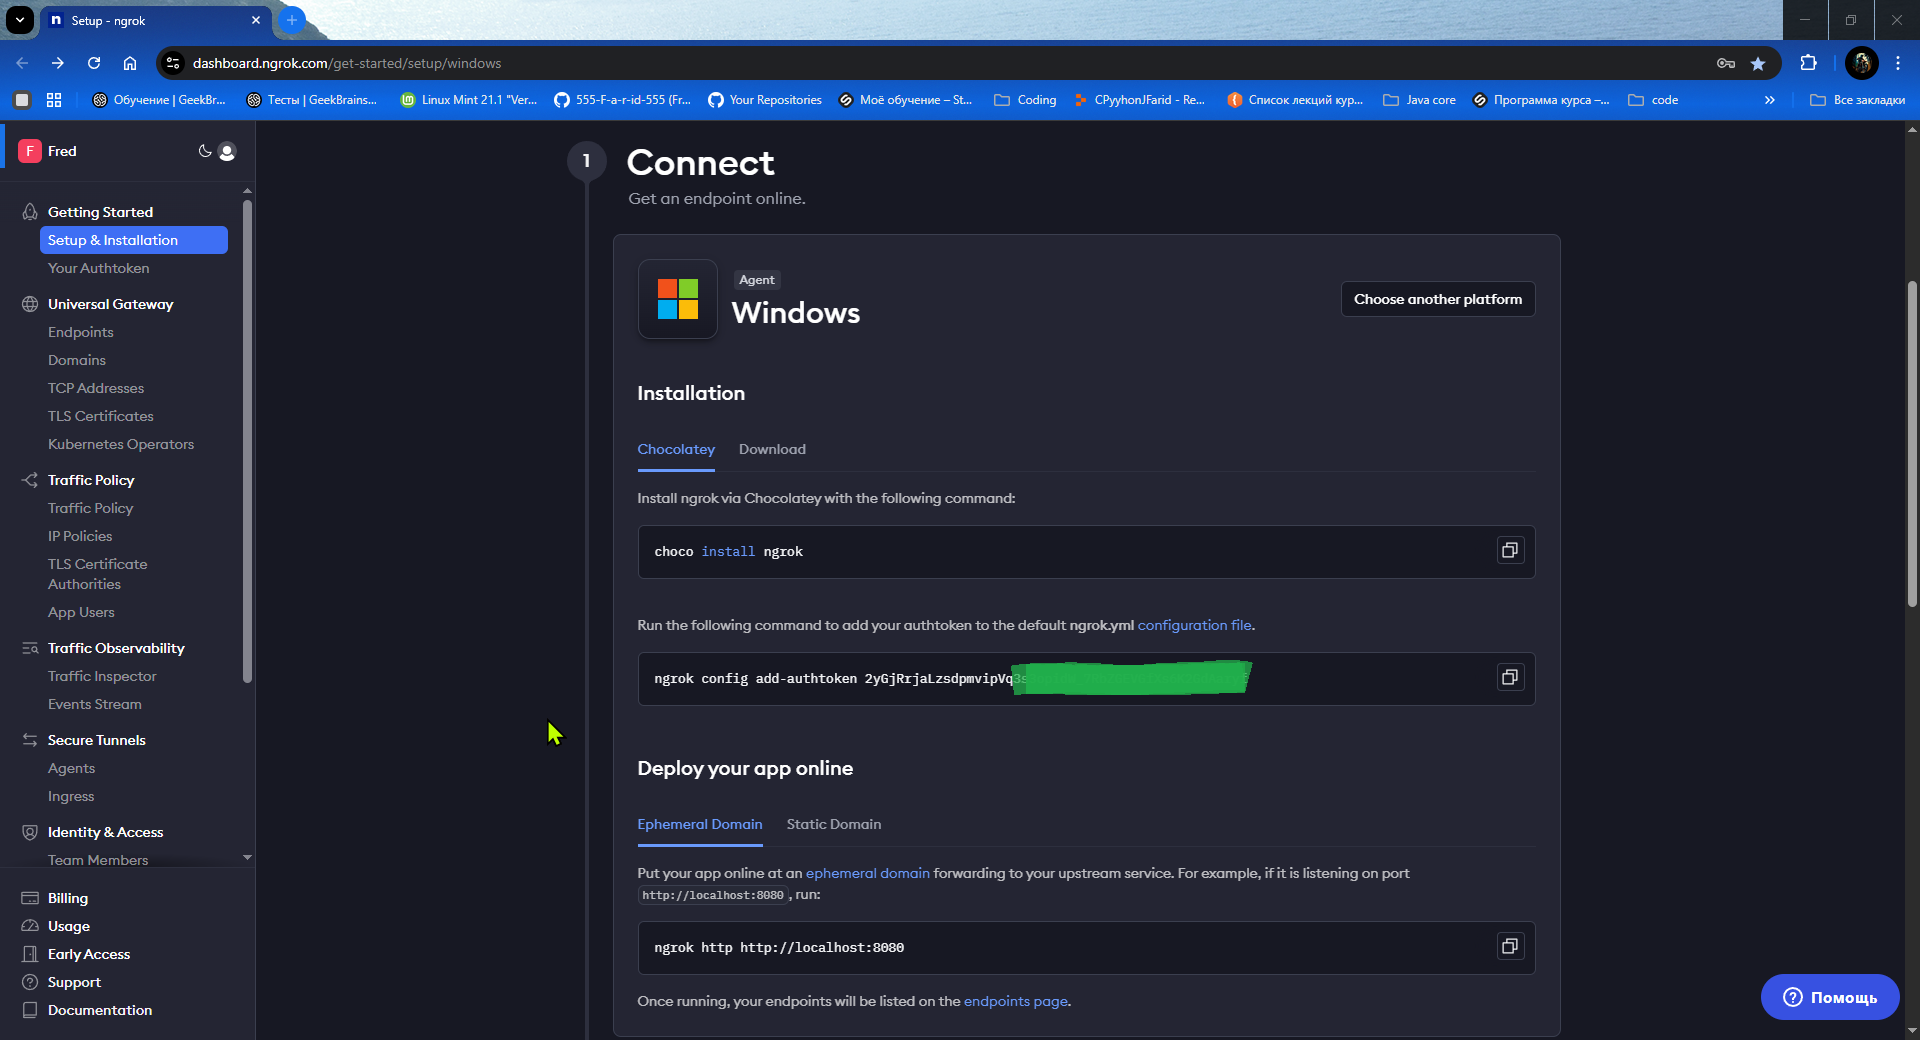 Setup - ngrok
dashboard.ngrok.com/get-started/setup/windows
Обучение | GeekBr...
Тесты | GeekBrains...
Linux Mint 21.1 "Ver...
555-F-a-r-id-555 (Fr...
Your Repositories
Моё обучение – St...
Coding
CPyyhonJFarid - Re...
Список лекций кур...
Java core
Программа курса –...
code
Все закладки
F Fred
Getting Started
Setup & Installation
Your Authtoken
Universal Gateway
Endpoints
Domains
TCP Addresses
TLS Certificates
Kubernetes Operators
Traffic Policy
Traffic Policy
IP Policies
TLS Certificate
Authorities
App Users
Traffic Observability
Traffic Inspector
Events Stream
Secure Tunnels
Agents
Ingress
Identity & Access
Team Members
Billing
Usage
Early Access
Support
Documentation
1 Connect
Get an endpoint online.
Agent
Windows
Choose another platform
Installation
Chocolatey Download
Install ngrok via Chocolatey with the following command:
choco install ngrok
Run the following command to add your authtoken to the default ngrok.yml configuration file.
ngrok config add-authtoken 2yGjRrjaLzsdpmvipVq3s
Deploy your app online
Ephemeral Domain Static Domain
Put your app online at an ephemeral domain forwarding to your upstream service. For example, if it is listening on port
http://localhost:8080, run:
ngrok http http://localhost:8080
Once running, your endpoints will be listed on the endpoints page.
Помощь